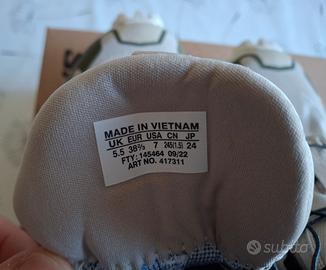 MADE IN VIETNAM
UK EUR USA CN JP
5.5 38⅔ 7 245(1.5) 24
FTY: 145464 09/22
ART NO. 417311
subito